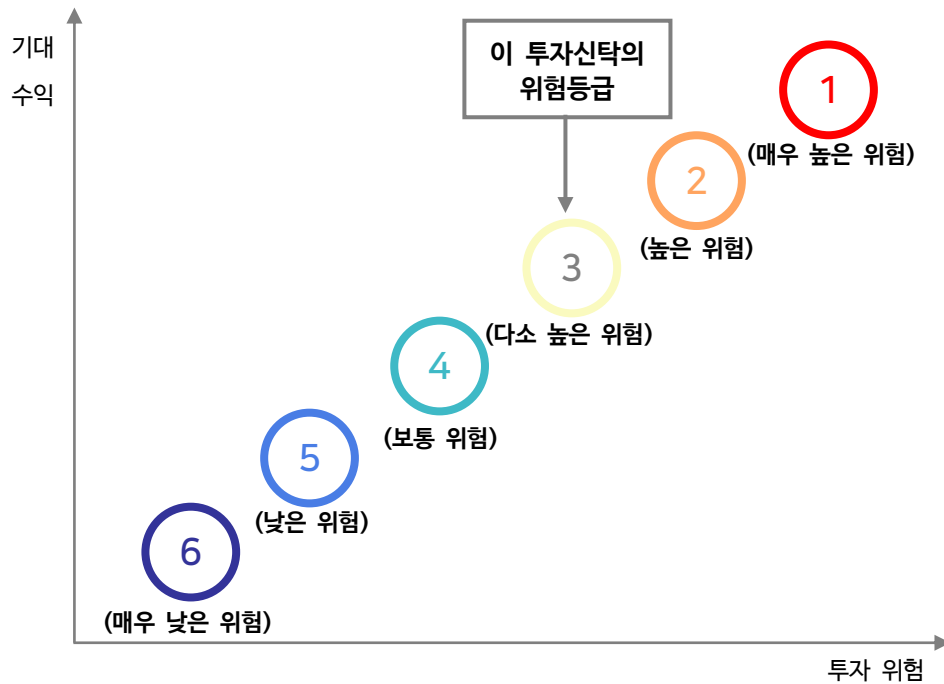 기대
수익
이 투자신탁의
위험등급
1
(매우 높은 위험)
2
(높은 위험)
3
(다소 높은 위험)
4
(보통 위험)
5
(낮은 위험)
6
(매우 낮은 위험)
투자 위험